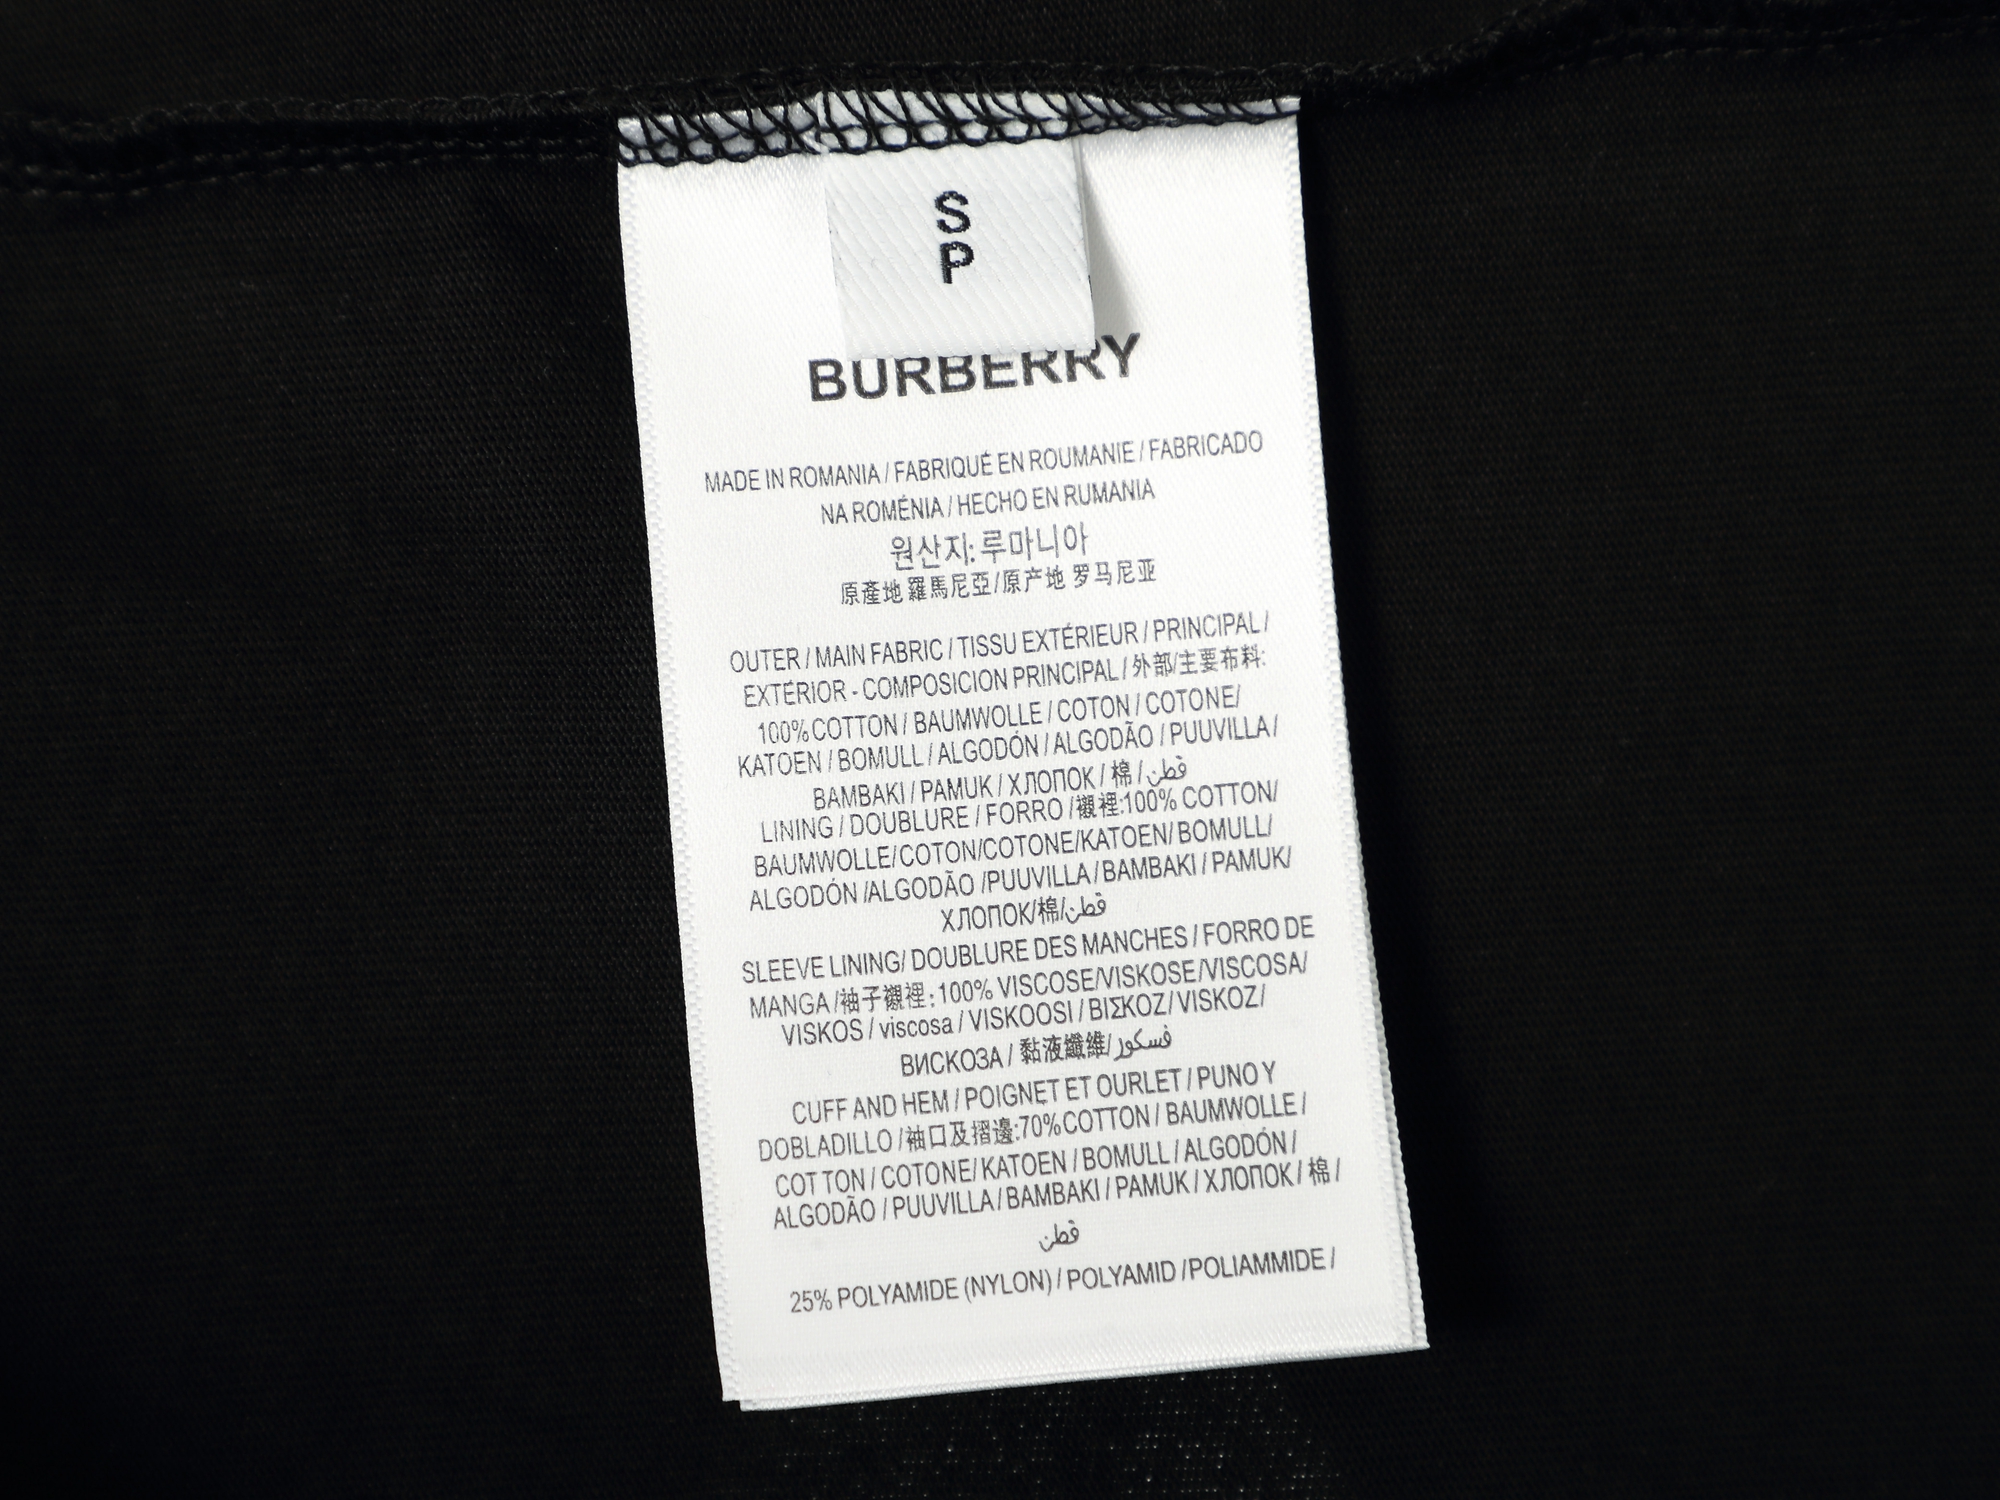 S
P
BURBERRY
MADE IN ROMANIA / FABRIQUÉ EN ROUMANIE / FABRICADO
NA ROMÉNIA / HECHO EN RUMANIA
원산지: 루마니아
原產地 羅馬尼亞/原产地 罗马尼亚
OUTER / MAIN FABRIC / TISSU EXTÉRIEUR / PRINCIPAL /
EXTÉRIOR - COMPOSICION PRINCIPAL / 外部/主要布料:
100% COTTON / BAUMWOLLE / COTON / COTONE/
KATOEN / BOMULL / ALGODÓN / ALGODÃO / PUUVILLA /
BAMBAKI / PAMUK / ХЛОПОК / 棉 / قطن
LINING / DOUBLURE / FORRO /襯裡:100% COTTON/
BAUMWOLLE/COTON/COTONE/KATOEN/ BOMULL/
ALGODÓN /ALGODÃO /PUUVILLA / BAMBAKI / PAMUK/
ХЛОПОК/棉/قطن
SLEEVE LINING/ DOUBLURE DES MANCHES / FORRO DE
MANGA /袖子襯裡: 100% VISCOSE/VISKOSE/VISCOSA/
VISKOS / viscosa / VISKOOSI / ΒΙΣΚΟΖ/ VISKOZ/
ВИСКОЗА / 黏液纖維/ فسكور
CUFF AND HEM / POIGNET ET OURLET / PUNO Y
DOBLADILLO /袖口及摺邊:70% COTTON / BAUMWOLLE /
COT TON / COTONE/ KATOEN / BOMULL / ALGODÓN /
ALGODÃO / PUUVILLA / BAMBAKI / PAMUK / ХЛОПОК / 棉 /
قطن
25% POLYAMIDE (NYLON) / POLYAMID /POLIAMMIDE /